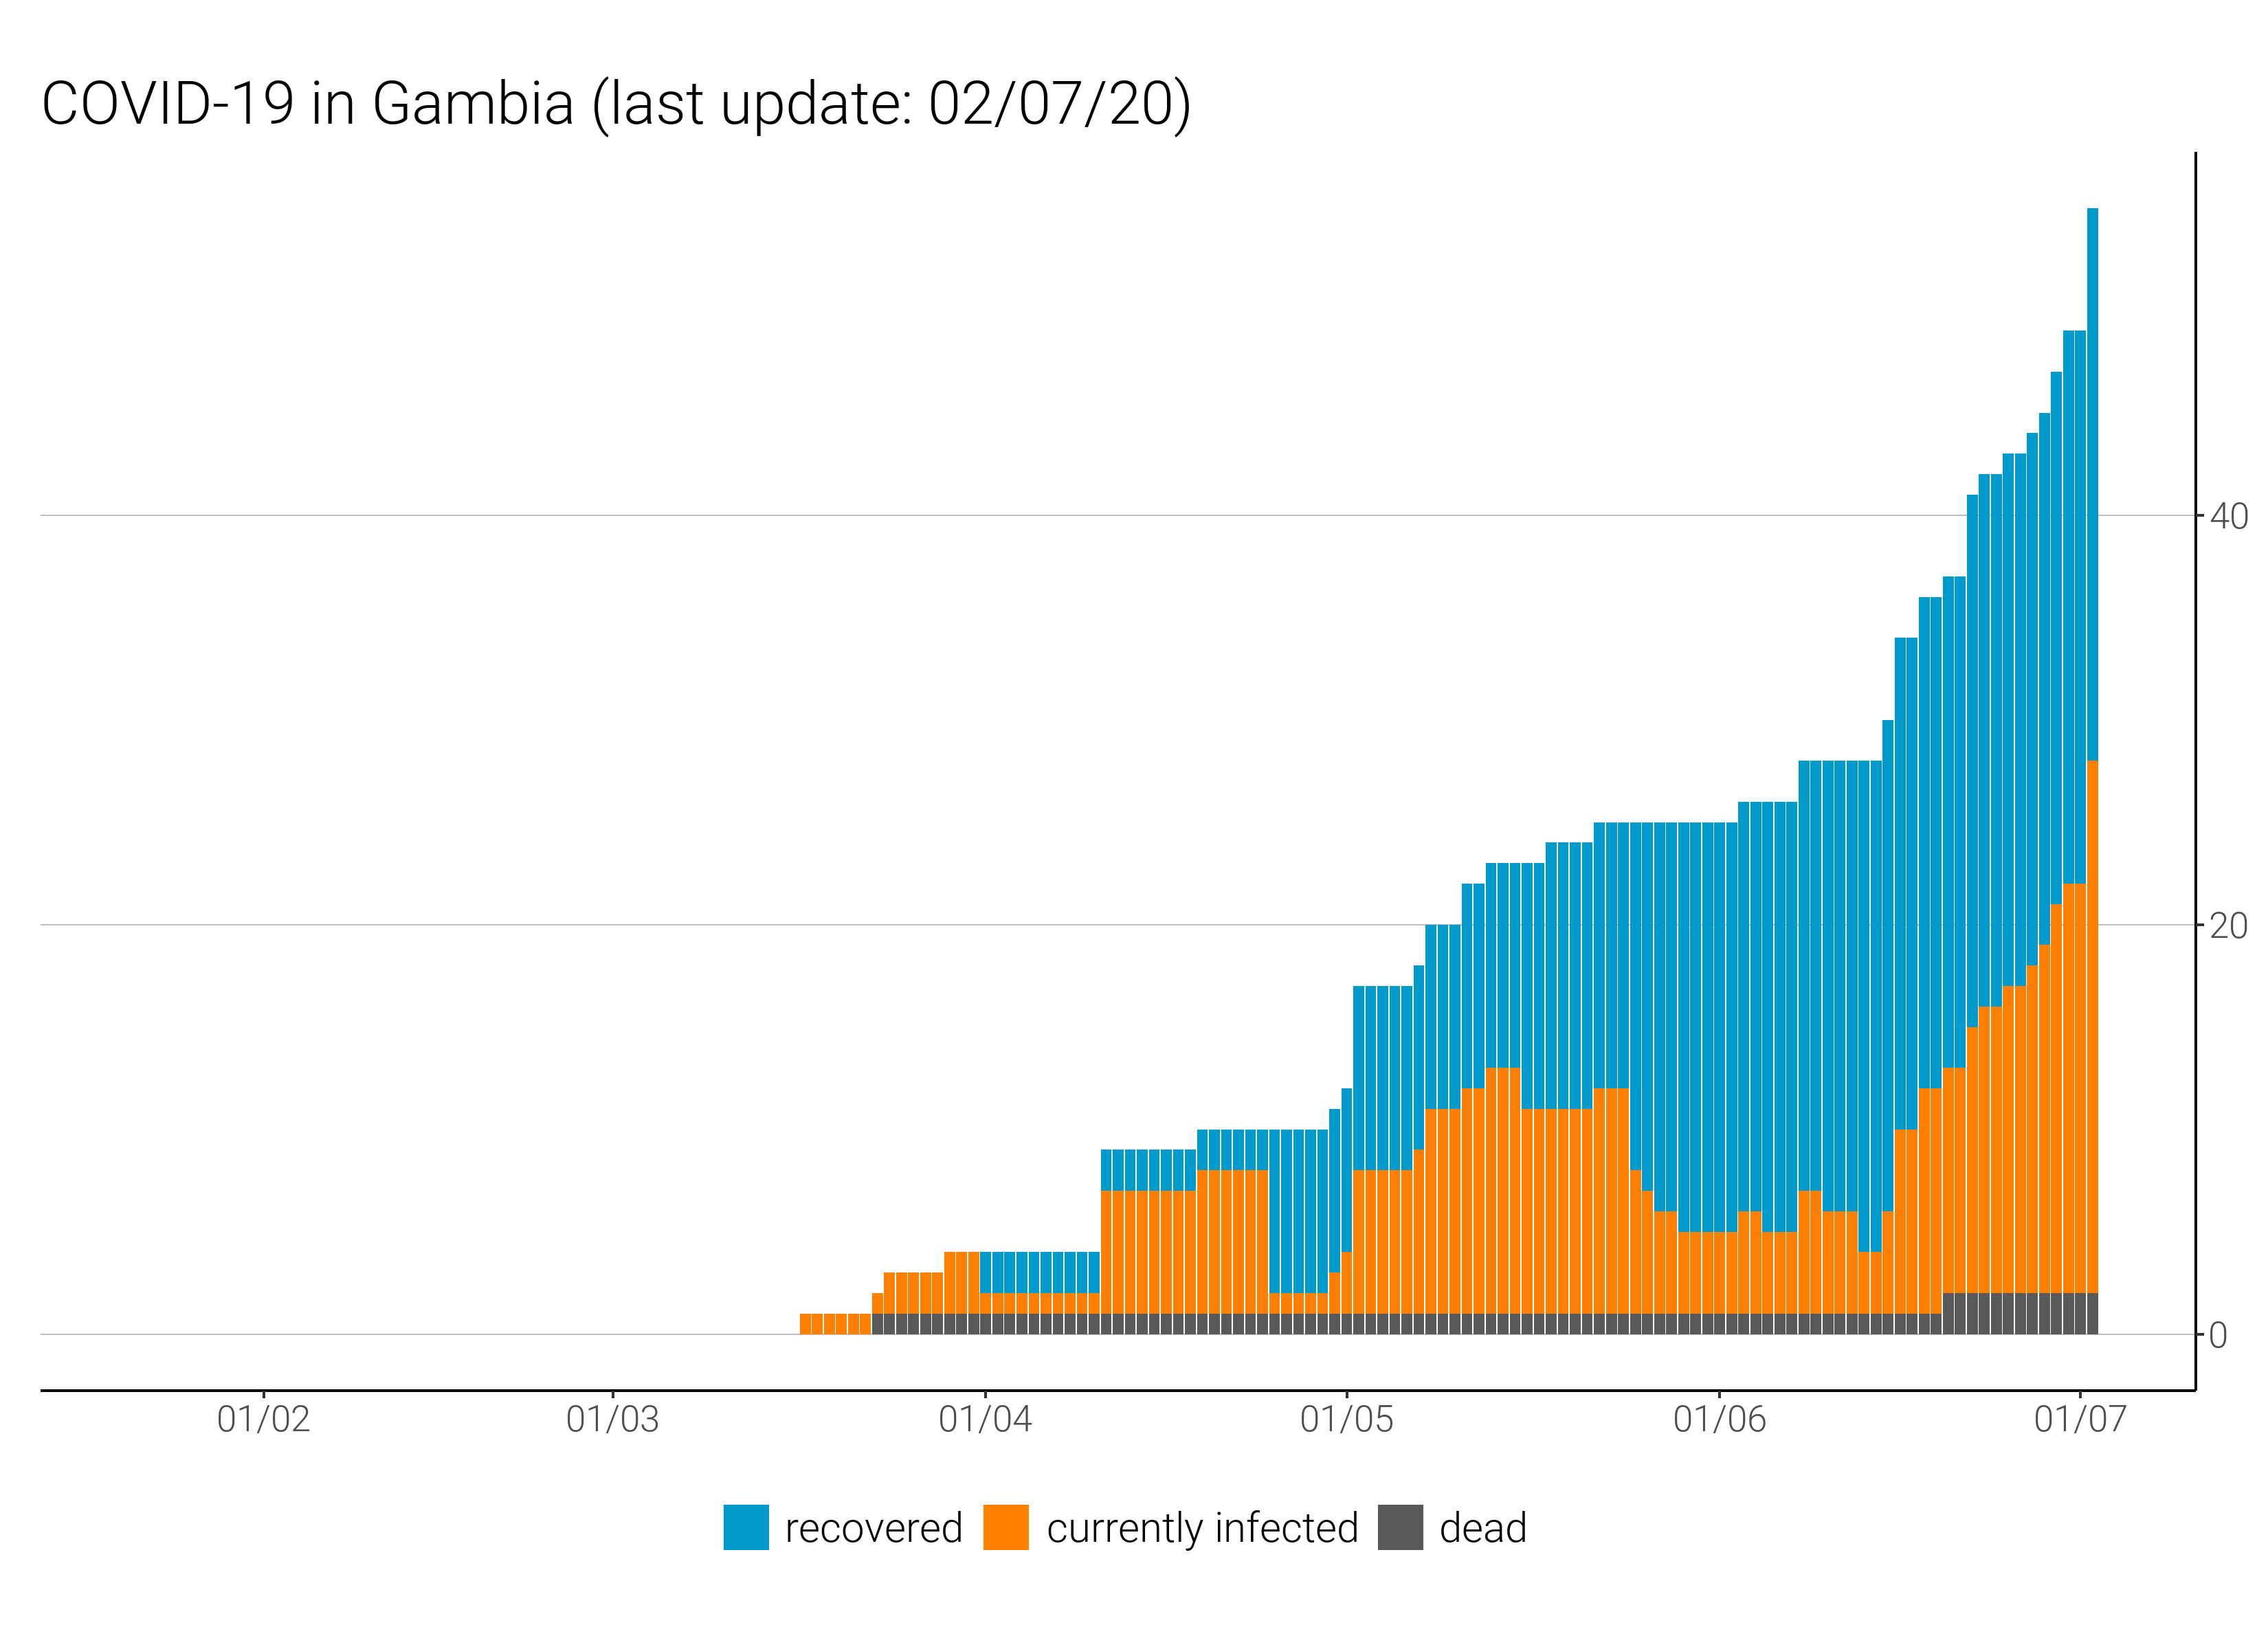 COVID-19 in Gambia (last update: 02/07/20)
40
20
0
01/02 01/03 01/04 01/05 01/06 01/07
recovered currently infected dead